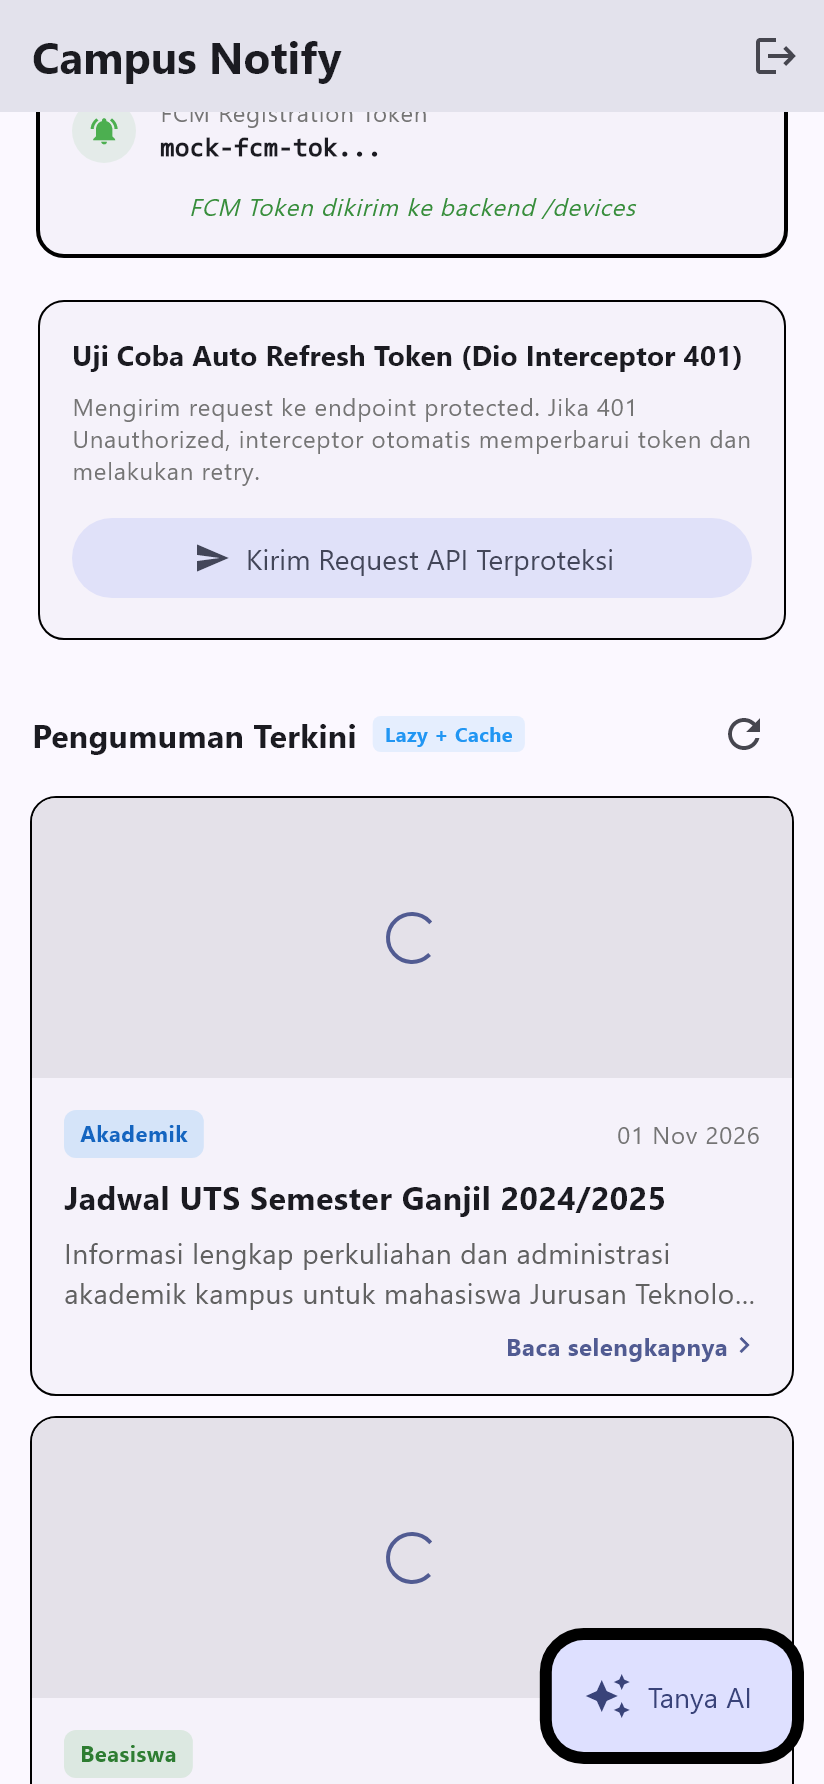 Campus Notify
FCM Registration Token
mock-fcm-tok...
FCM Token dikirim ke backend /devices
Uji Coba Auto Refresh Token (Dio Interceptor 401)
Mengirim request ke endpoint protected. Jika 401
Unauthorized, interceptor otomatis memperbarui token dan
melakukan retry.
Kirim Request API Terproteksi
Pengumuman Terkini
Lazy + Cache
Akademik
01 Nov 2026
Jadwal UTS Semester Ganjil 2024/2025
Informasi lengkap perkuliahan dan administrasi
akademik kampus untuk mahasiswa Jurusan Teknolo...
Baca selengkapnya
Tanya AI
Beasiswa